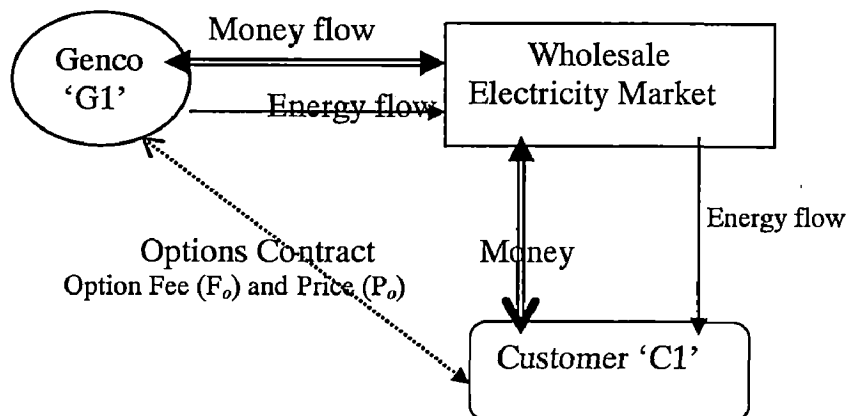 Money flow
Genco
‘G1’
Wholesale
Electricity Market
Energy flow
Energy flow
Options Contract
Option Fee (Fₒ) and Price (Pₒ)
Money
Customer ‘C1’